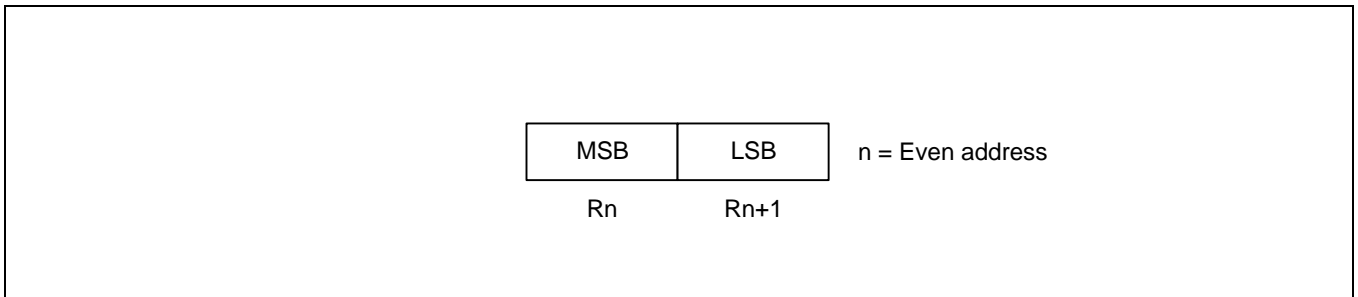 MSB LSB n = Even address
Rn Rn+1